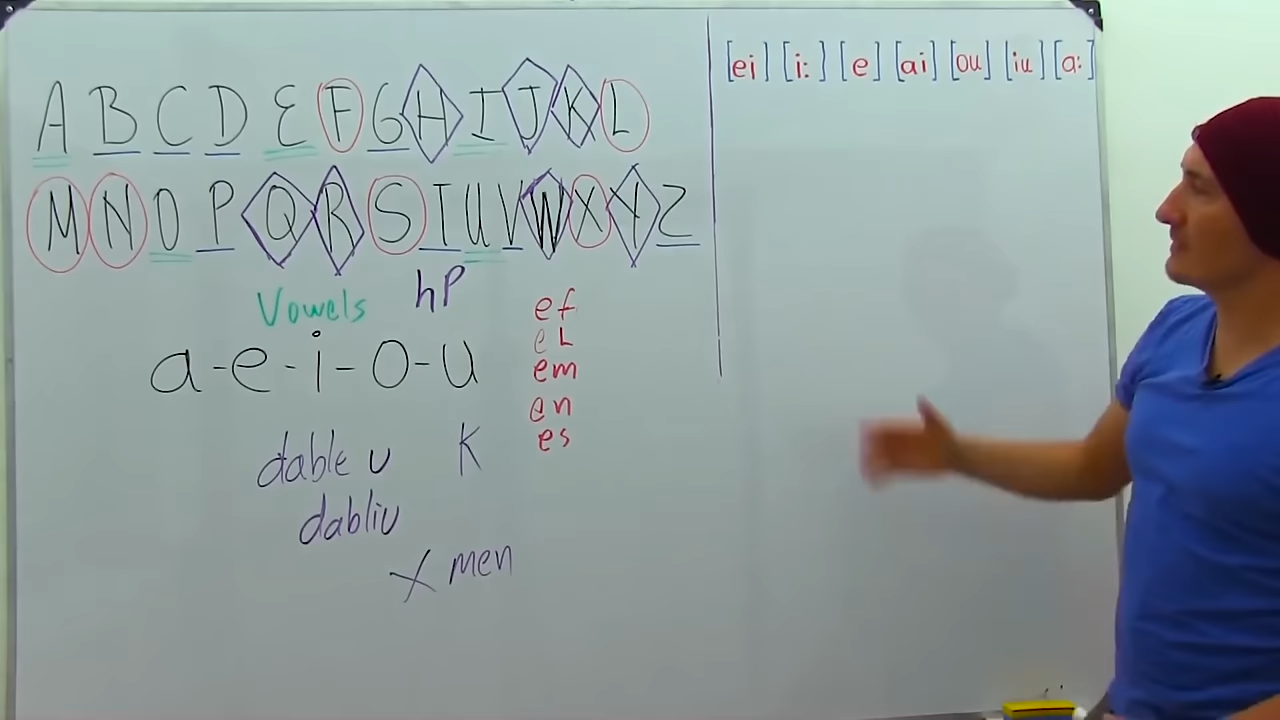 A B C D E F G H I J K L
M N O P Q R S T U V W X Y Z
Vowels
hP
a-e-i-o-u
dable u
K
dabliu
X men
ef
eL
em
en
es
[ei] [i:] [e] [ai] [ou] [iu] [a:]